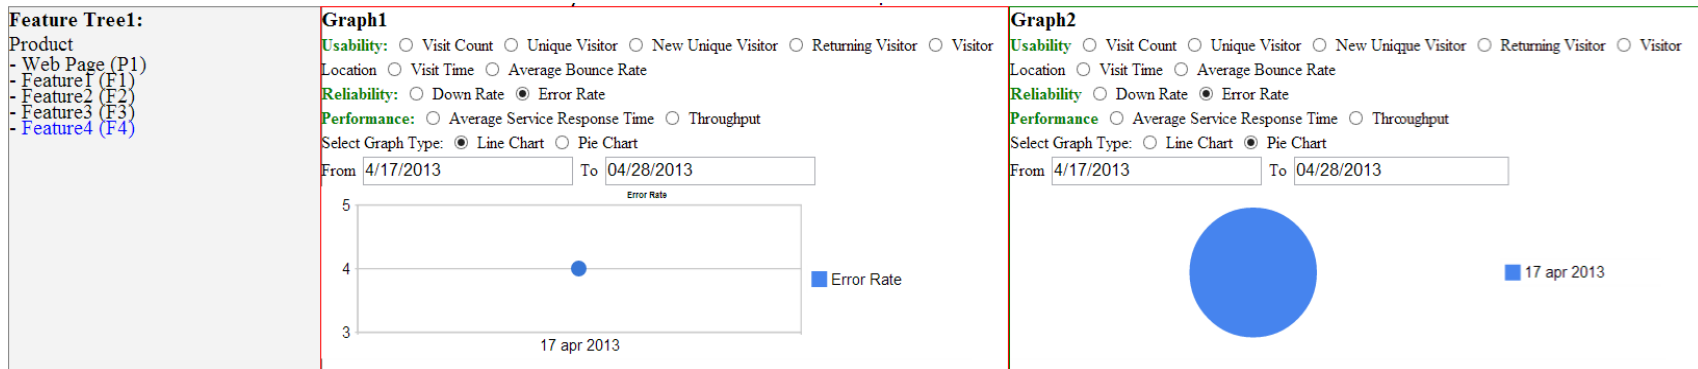 Feature Tree1:
Product
- Web Page (P1)
- Feature1 (F1)
- Feature2 (F2)
- Feature3 (F3)
- Feature4 (F4)
Graph1
Usability: Visit Count Unique Visitor New Unique Visitor Returning Visitor Visitor
Location Visit Time Average Bounce Rate
Reliability: Down Rate Error Rate
Performance: Average Service Response Time Throughput
Select Graph Type: Line Chart Pie Chart
From 4/17/2013 To 04/28/2013
Error Rate
5
4
3
17 apr 2013
Error Rate
Graph2
Usability Visit Count Unique Visitor New Uniqque Visitor Returning Visitor Visitor
Location Visit Time Average Bounce Rate
Reliability Down Rate Error Rate
Performance Average Service Response Time Throughput
Select Graph Type: Line Chart Pie Chart
From 4/17/2013 To 04/28/2013
17 apr 2013